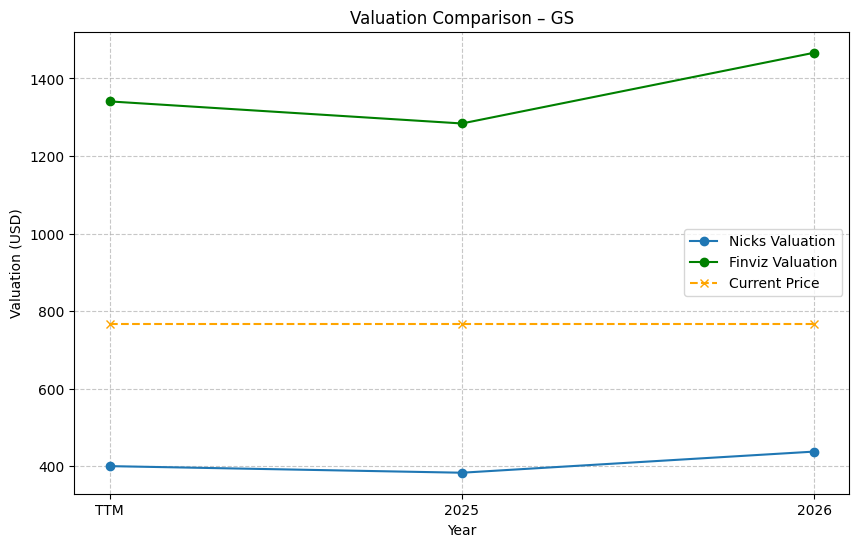 Valuation Comparison – GS
Valuation (USD)
1400
1200
1000
800
600
400
Nicks Valuation
Finviz Valuation
Current Price
TTM
2025
2026
Year